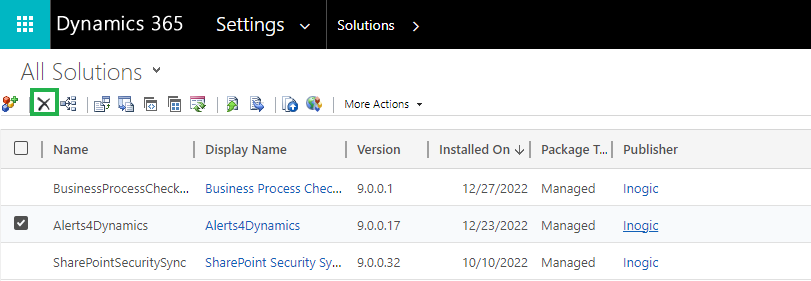 Dynamics 365 Settings Solutions
All Solutions
More Actions
Name Display Name Version Installed On Package T... Publisher
BusinessProcessCheck... Business Process Chec... 9.0.0.1 12/27/2022 Managed Inogic
Alerts4Dynamics Alerts4Dynamics 9.0.0.17 12/23/2022 Managed Inogic
SharePointSecuritySync SharePoint Security Sy... 9.0.0.32 10/10/2022 Managed Inogic